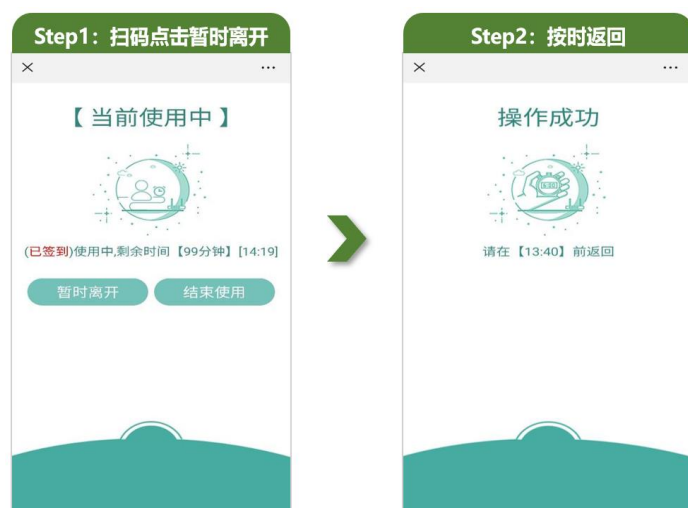 Step1：扫码点击暂时离开
【 当前使用中 】
(已签到)使用中,剩余时间【99分钟】[14:19]
暂时离开
结束使用
Step2：按时返回
操作成功
请在【13:40】前返回